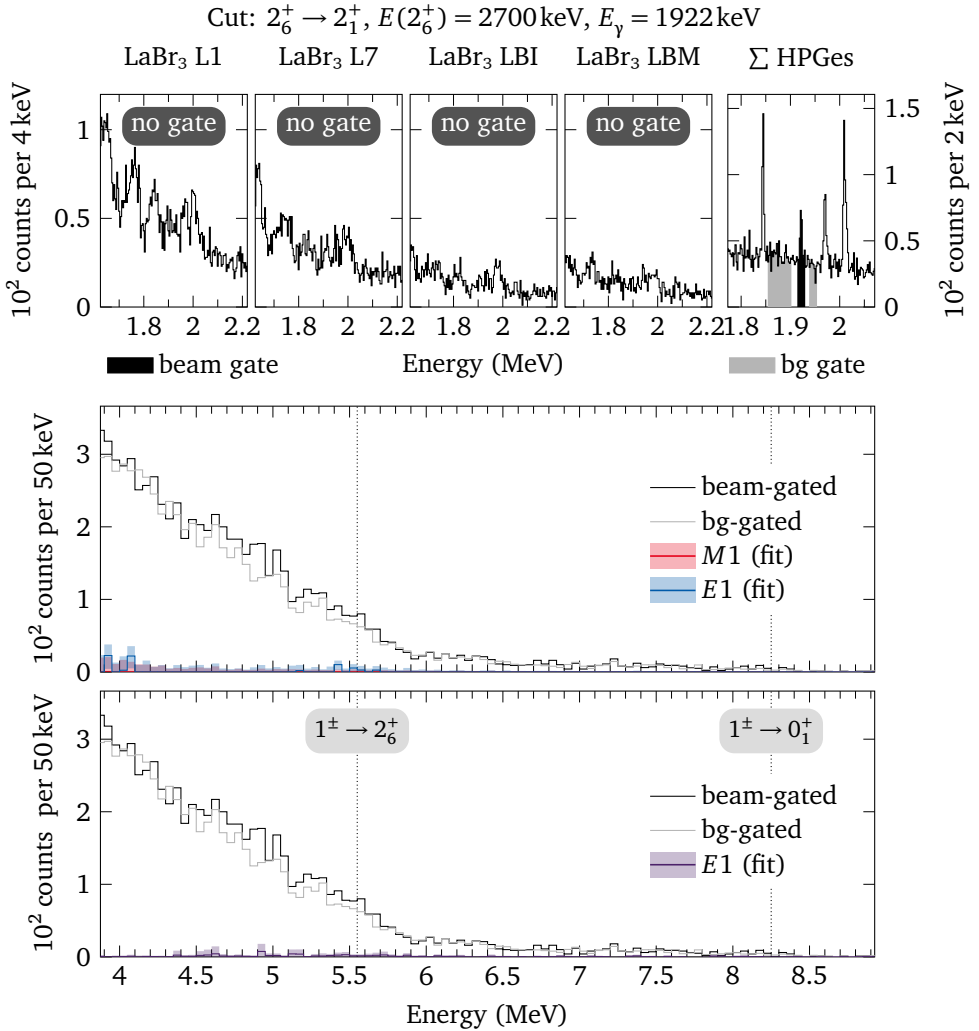 Cut: 2₆⁺ → 2₁⁺, E(2₆⁺) = 2700 keV, E_γ = 1922 keV
LaBr₃ L1 LaBr₃ L7 LaBr₃ LBI LaBr₃ LBM ∑ HPGes
10² counts per 4 keV
0 0.5 1
no gate no gate no gate no gate
0 0.5 1 1.5
10² counts per 2 keV
1.8 2 2.2 1.8 2 2.2 1.8 2 2.2 1.8 2 2.2 1.8 1.9 2
beam gate Energy (MeV) bg gate
10² counts per 50 keV
0 1 2 3
beam-gated
bg-gated
M1 (fit)
E1 (fit)
10² counts per 50 keV
0 1 2 3
1^± → 2₆⁺ 1^± → 0₁⁺
beam-gated
bg-gated
E1 (fit)
4 4.5 5 5.5 6 6.5 7 7.5 8 8.5
Energy (MeV)